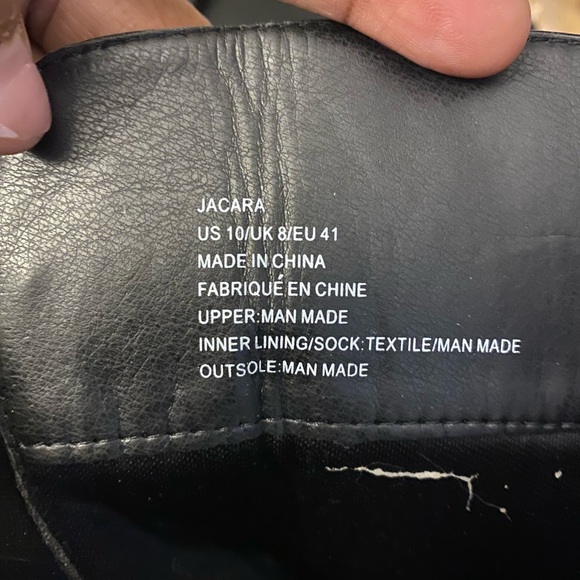 JACARA
US 10/UK 8/EU 41
MADE IN CHINA
FABRIQUÉ EN CHINE
UPPER:MAN MADE
INNER LINING/SOCK:TEXTILE/MAN MADE
OUTSOLE:MAN MADE